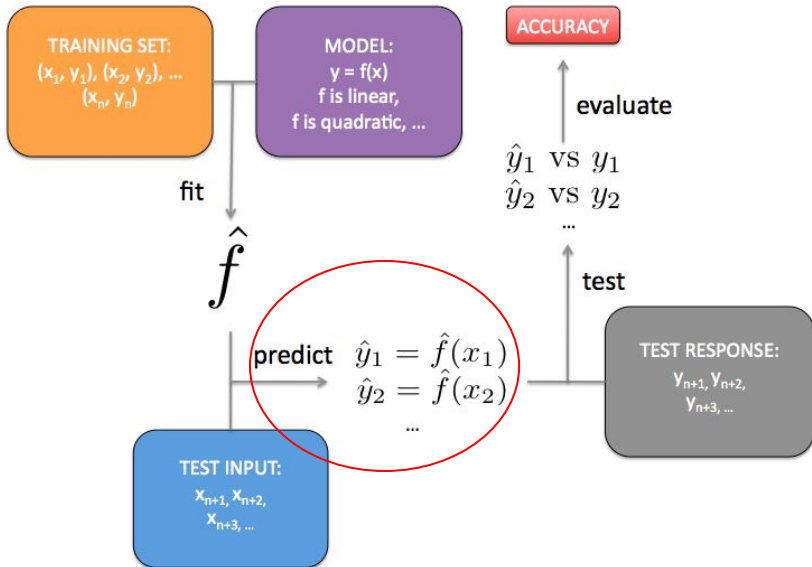 TRAINING SET:
(x₁, y₁), (x₂, y₂), ...
(xₙ, yₙ)
MODEL:
y = f(x)
f is linear,
f is quadratic, ...
ACCURACY
evaluate
ŷ₁ vs y₁
ŷ₂ vs y₂
...
fit
f̂
test
predict
ŷ₁ = f̂(x₁)
ŷ₂ = f̂(x₂)
...
TEST RESPONSE:
yₙ₊₁, yₙ₊₂,
yₙ₊₃, ...
TEST INPUT:
xₙ₊₁, xₙ₊₂,
xₙ₊₃, ...